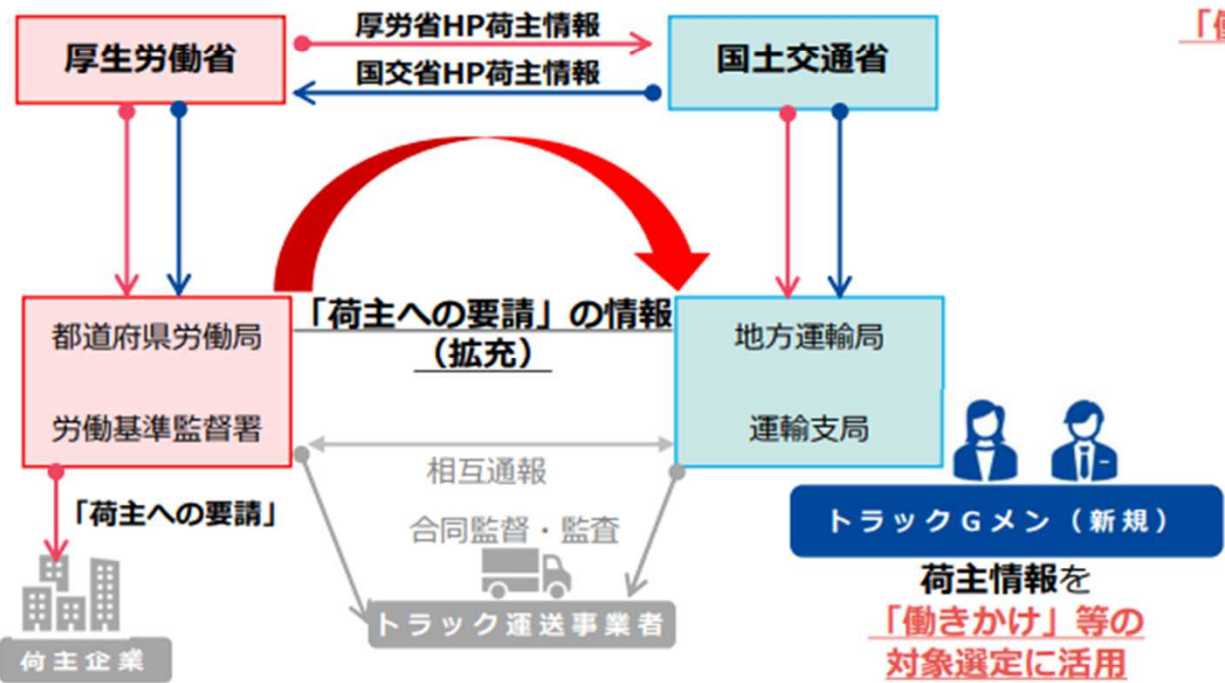 厚生労働省
厚労省HP荷主情報
国交省HP荷主情報
国土交通省
「働
都道府県労働局
労働基準監督署
「荷主への要請」の情報
（拡充）
地方運輸局
運輸支局
相互通報
合同監督・監査
「荷主への要請」
荷主企業
トラック運送事業者
トラックGメン（新規）
荷主情報を
「働きかけ」等の
対象選定に活用